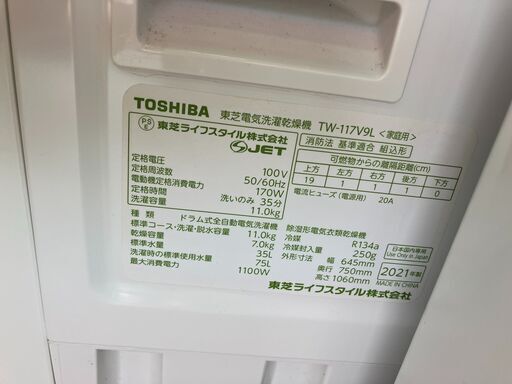 TOSHIBA 東芝電気洗濯乾燥機 TW-117V9L <家庭用>
PS E 東芝ライフスタイル株式会社
JET
定格電圧 100V
定格周波数 50/60Hz
電動機定格消費電力 170W
定格時間 洗いのみ 35分
洗濯容量 11.0kg
消防法 基準適合 組込形
可燃物からの離隔距離(cm)
上方 左方 右方 後方 下方
19 1 1 1 0
電流ヒューズ(電源用) 20A
種類 ドラム式全自動電気洗濯機
標準コース・洗濯・脱水容量 11.0kg
乾燥容量 7.0kg
標準水量 35L
洗濯時の標準使用水量 75L
最大消費電力 1100W
除湿形電気衣類乾燥機
冷媒 R134a
冷媒封入量 250g
外形寸法 幅 645mm
奥行 750mm
高さ 1060mm
日本国内専用
Use Only in Japan
2021年製
MADE IN CHINA
東芝ライフスタイル株式会社